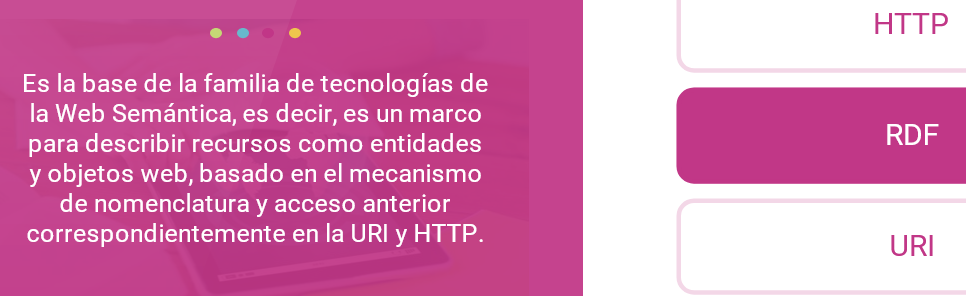 Es la base de la familia de tecnologías de
la Web Semántica, es decir, es un marco
para describir recursos como entidades
y objetos web, basado en el mecanismo
de nomenclatura y acceso anterior
correspondientemente en la URI y HTTP.
HTTP
RDF
URI